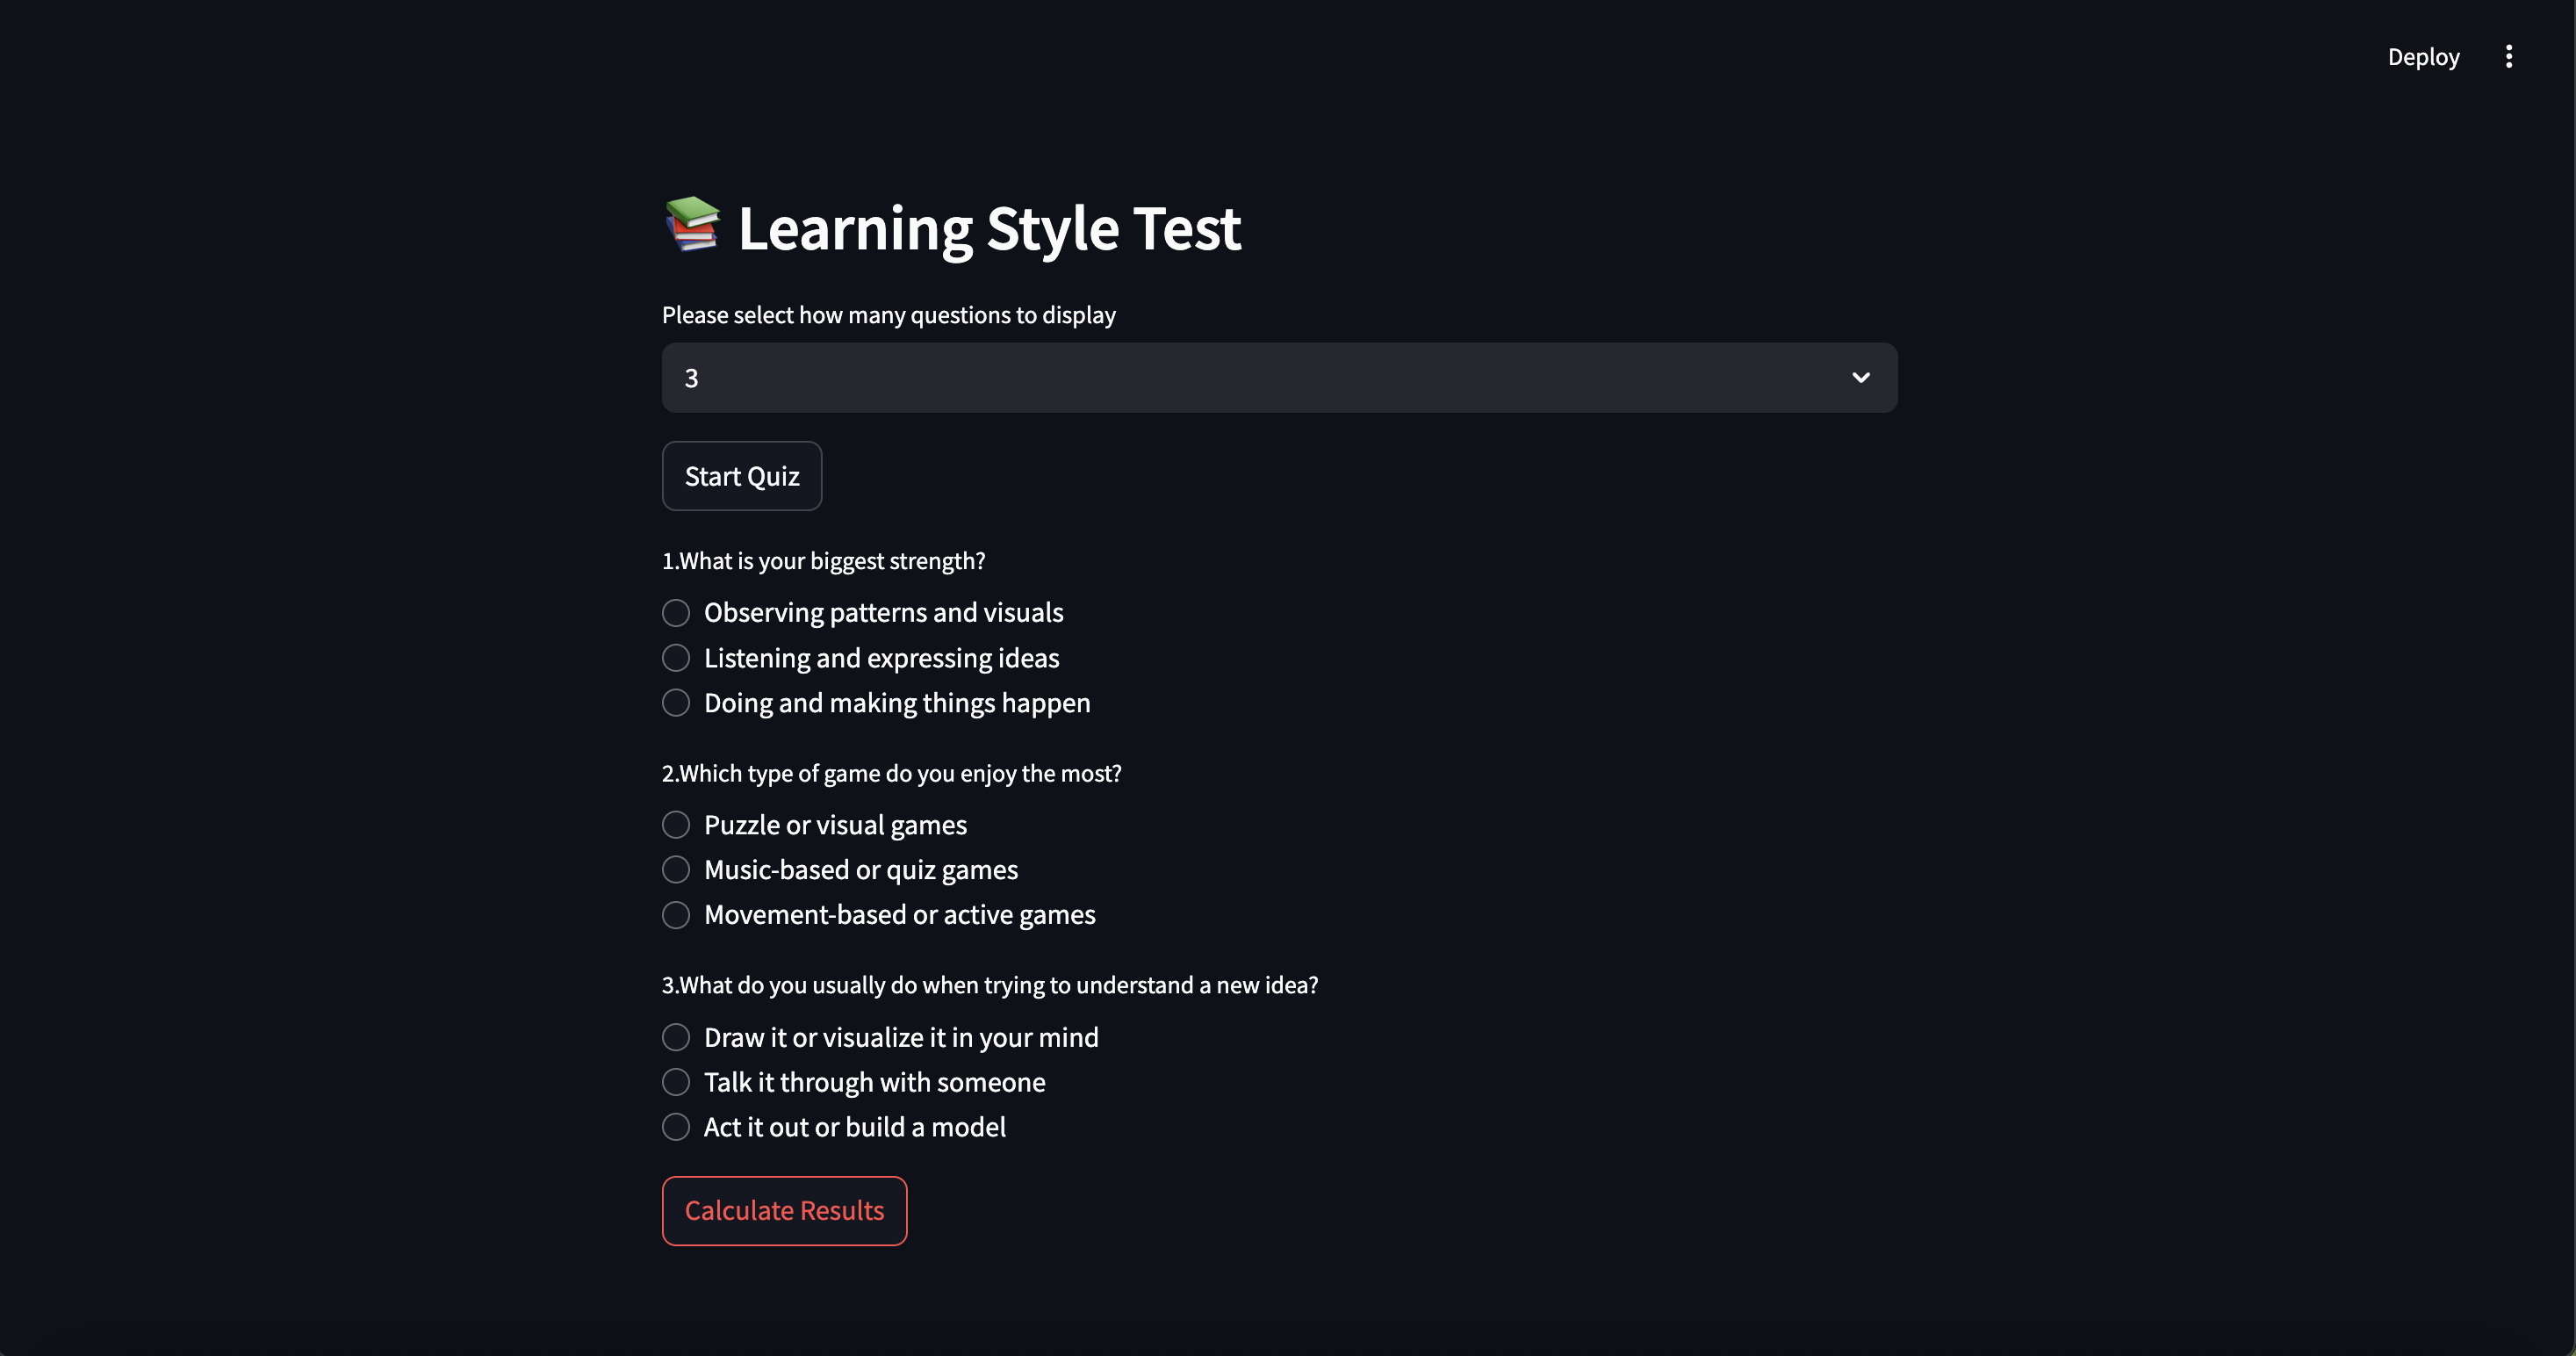 Deploy
Learning Style Test
Please select how many questions to display
3
Start Quiz
1.What is your biggest strength?
Observing patterns and visuals
Listening and expressing ideas
Doing and making things happen
2.Which type of game do you enjoy the most?
Puzzle or visual games
Music-based or quiz games
Movement-based or active games
3.What do you usually do when trying to understand a new idea?
Draw it or visualize it in your mind
Talk it through with someone
Act it out or build a model
Calculate Results